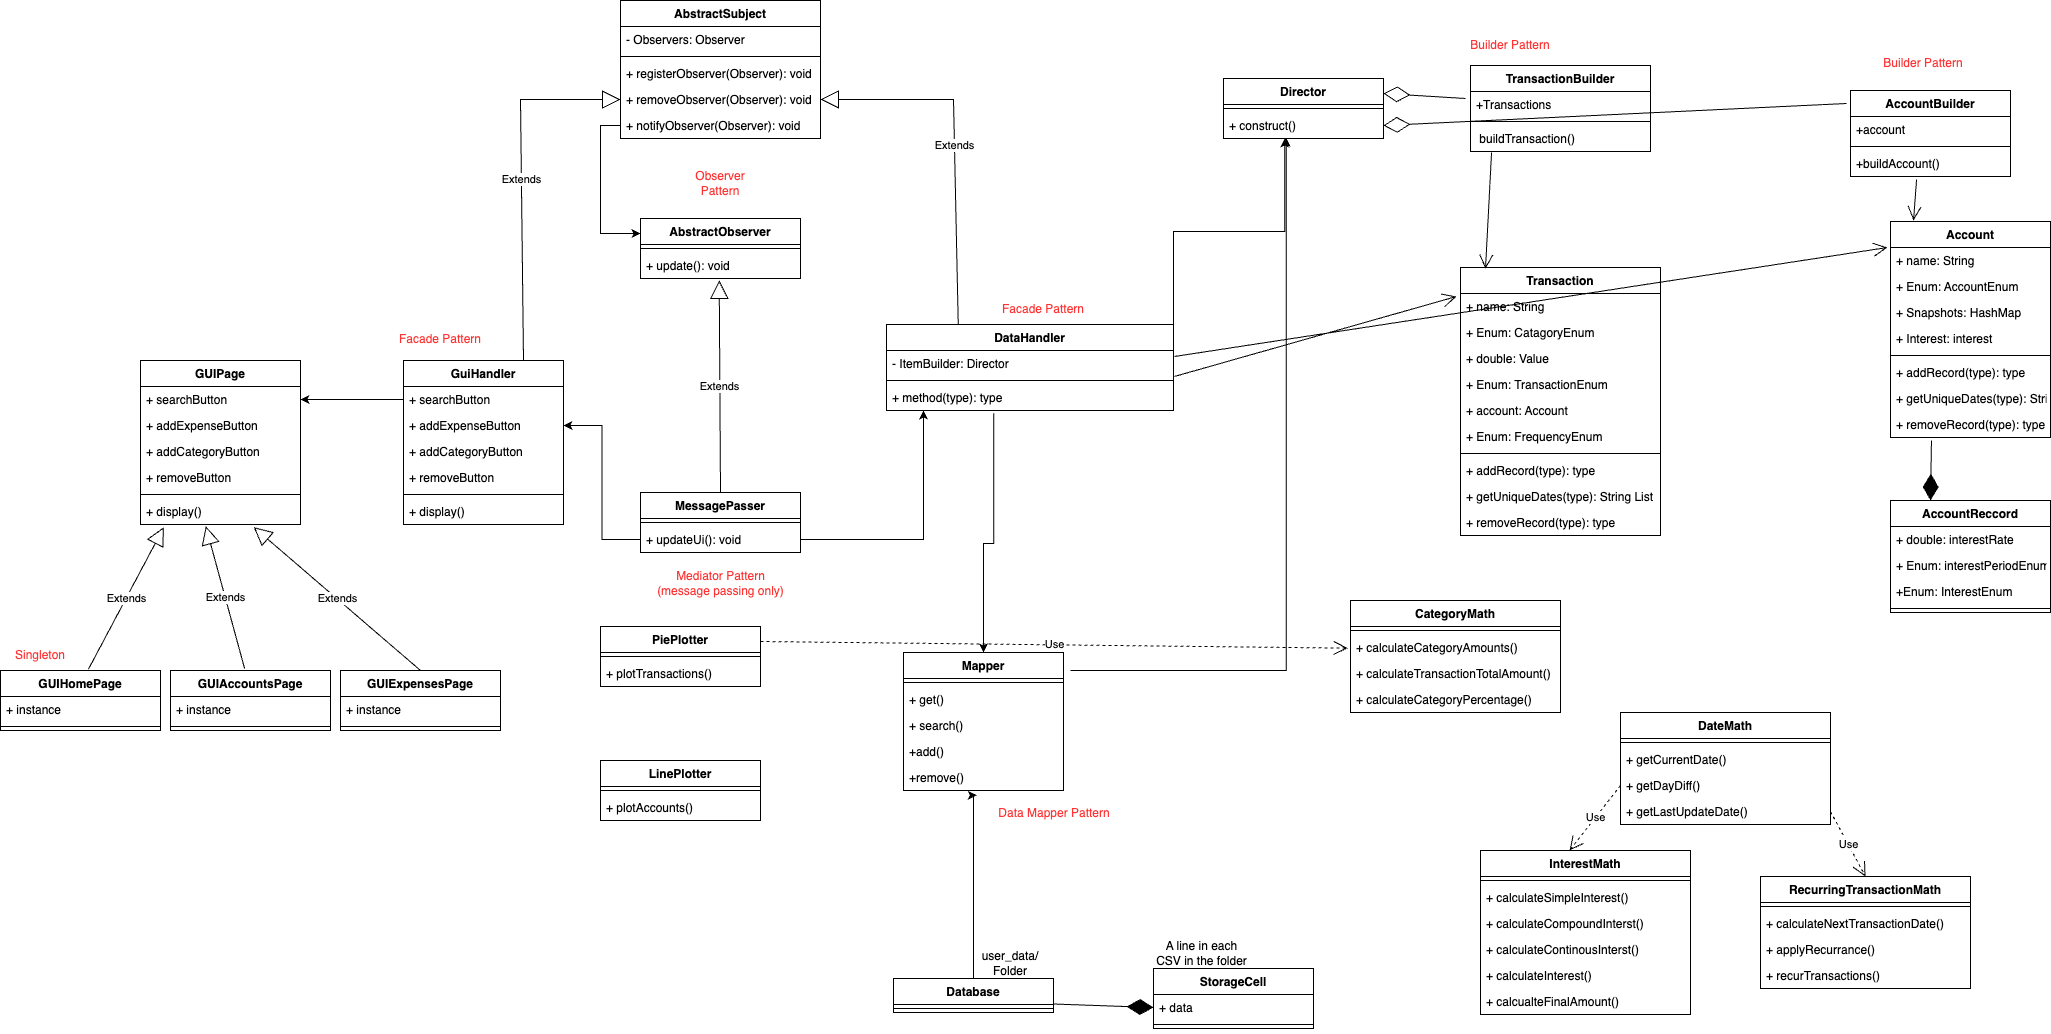 AbstractSubject
- Observers: Observer
+ registerObserver(Observer): void
+ removeObserver(Observer): void
+ notifyObserver(Observer): void
Extends
Extends
Observer
Pattern
AbstractObserver
+ update(): void
Extends
Director
+ construct()
Builder Pattern
TransactionBuilder
+Transactions
buildTransaction()
Builder Pattern
AccountBuilder
+account
+buildAccount()
Account
+ name: String
+ Enum: AccountEnum
+ Snapshots: HashMap
+ Interest: interest
+ addRecord(type): type
+ getUniqueDates(type): Stri
+ removeRecord(type): type
AccountReccord
+ double: interestRate
+ Enum: interestPeriodEnum
+Enum: InterestEnum
Transaction
+ name: String
+ Enum: CatagoryEnum
+ double: Value
+ Enum: TransactionEnum
+ account: Account
+ Enum: FrequencyEnum
+ addRecord(type): type
+ getUniqueDates(type): String List
+ removeRecord(type): type
Facade Pattern
DataHandler
- ItemBuilder: Director
+ method(type): type
Facade Pattern
GUIPage
+ searchButton
+ addExpenseButton
+ addCategoryButton
+ removeButton
+ display()
GuiHandler
+ searchButton
+ addExpenseButton
+ addCategoryButton
+ removeButton
+ display()
MessagePasser
+ updateUi(): void
Mediator Pattern
(message passing only)
Extends
Extends
Extends
Singleton
GUIHomePage
+ instance
GUIAccountsPage
+ instance
GUIExpensesPage
+ instance
PiePlotter
+ plotTransactions()
Use
LinePlotter
+ plotAccounts()
Mapper
+ get()
+ search()
+add()
+remove()
Data Mapper Pattern
CategoryMath
+ calculateCategoryAmounts()
+ calculateTransactionTotalAmount()
+ calculateCategoryPercentage()
DateMath
+ getCurrentDate()
+ getDayDiff()
+ getLastUpdateDate()
Use
Use
InterestMath
+ calculateSimpleInterest()
+ calculateCompoundInterst()
+ calculateContinousInterst()
+ calculateInterest()
+ calcualteFinalAmount()
RecurringTransactionMath
+ calculateNextTransactionDate()
+ applyRecurrance()
+ recurTransactions()
user_data/
Folder
Database
A line in each
CSV in the folder
StorageCell
+ data